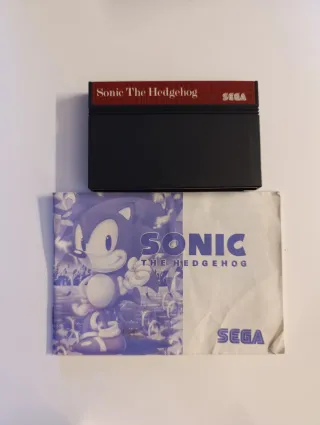 Sonic The Hedgehog SEGA
SONIC
THE HEDGEHOG
SEGA